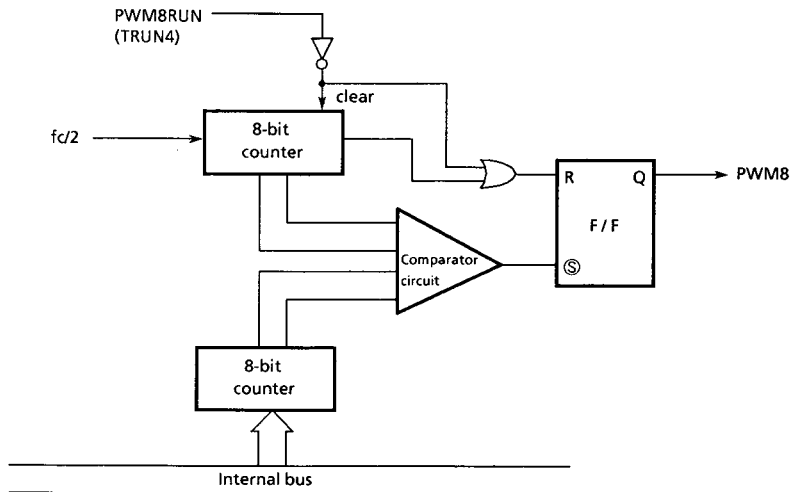 PWM8RUN
(TRUN4)
clear
fc/2
8-bit
counter
R
Q
PWM8
F/F
Comparator
circuit
Ⓢ
8-bit
counter
Internal bus